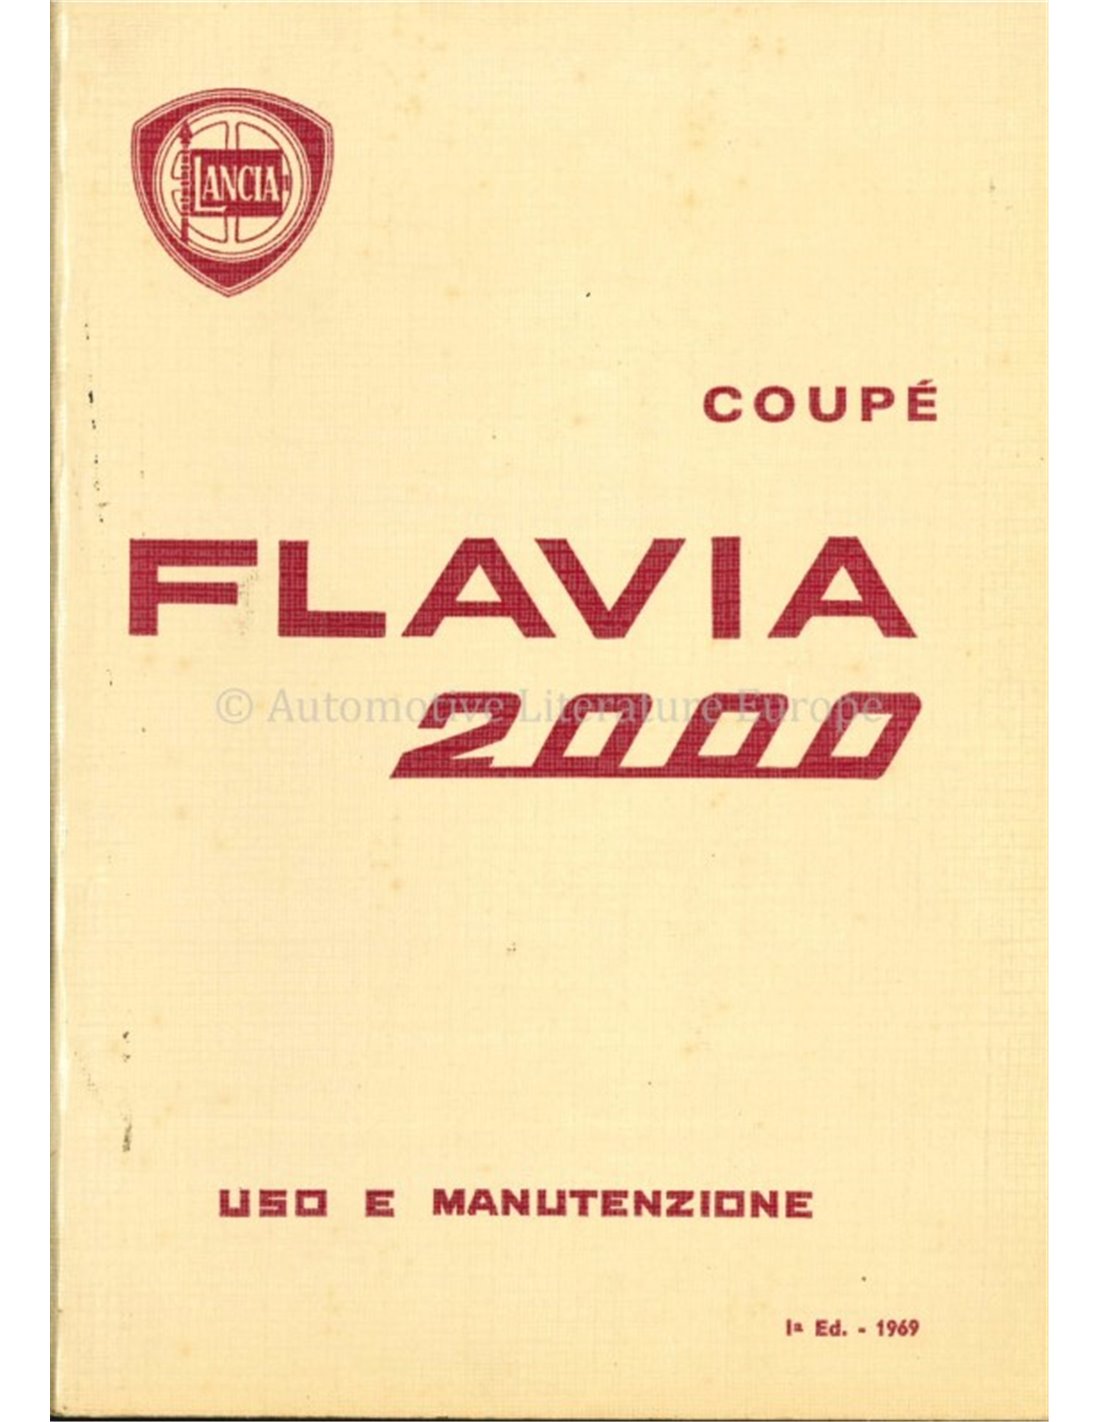 LANCIA
COUPÉ
FLAVIA
© Automotive Literature Europe
2000
USO E MANUTENZIONE
Iª Ed. - 1969